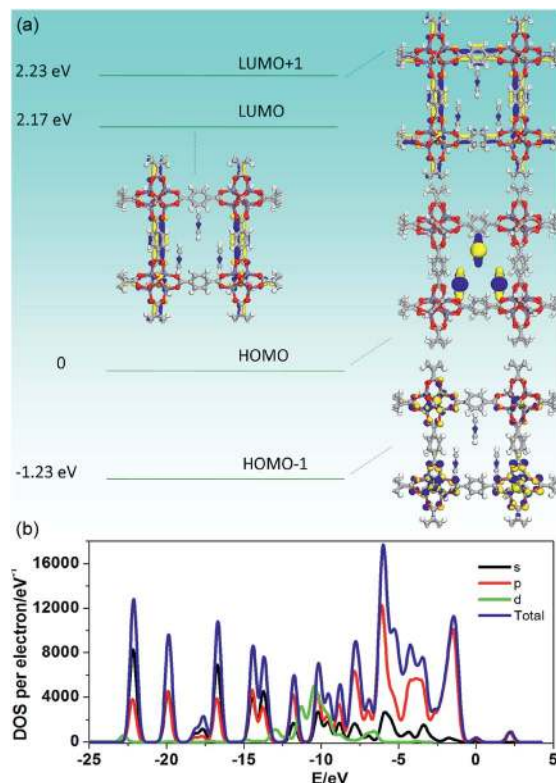 (a)
2.23 eV
LUMO+1
2.17 eV
LUMO
0
HOMO
-1.23 eV
HOMO-1
(b)
DOS per electron/eV⁻¹
16000
12000
8000
4000
0
s
p
d
Total
-25 -20 -15 -10 -5 0 5
E/eV